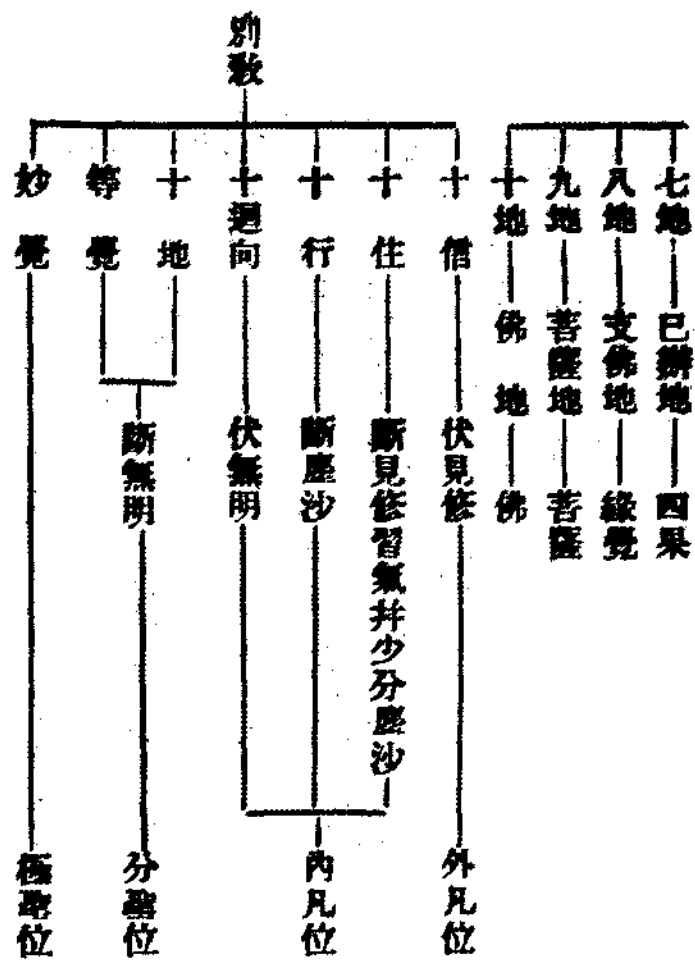 七地 已辦地 四果
八地 支佛地 緣覺
九地 菩薩地 菩薩
十地 佛地 佛
別教
十信 伏見修 外凡位
十住 斷見修習氣并少分塵沙
十行 斷塵沙
十迴向 伏無明
內凡位
十地
等覺
斷無明 分聖位
妙覺 極聖位